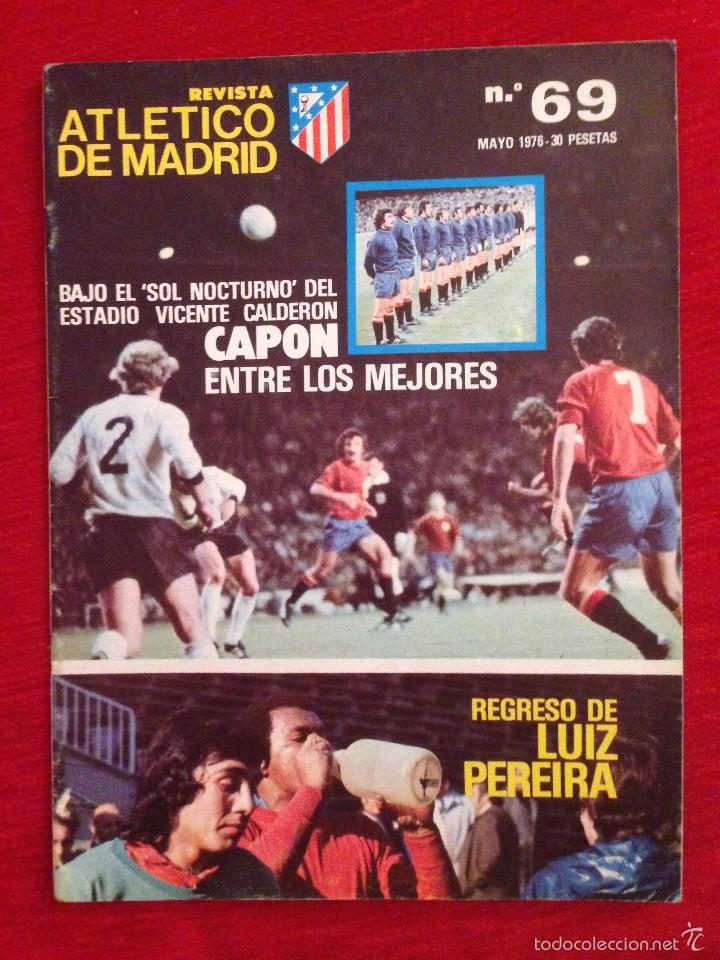 REVISTA
ATLETICO
DE MADRID
n.º 69
MAYO 1976-30 PESETAS
BAJO EL 'SOL NOCTURNO' DEL
ESTADIO VICENTE CALDERON
CAPON
ENTRE LOS MEJORES
2
7
REGRESO DE
LUIZ
PEREIRA
todocoleccion.net